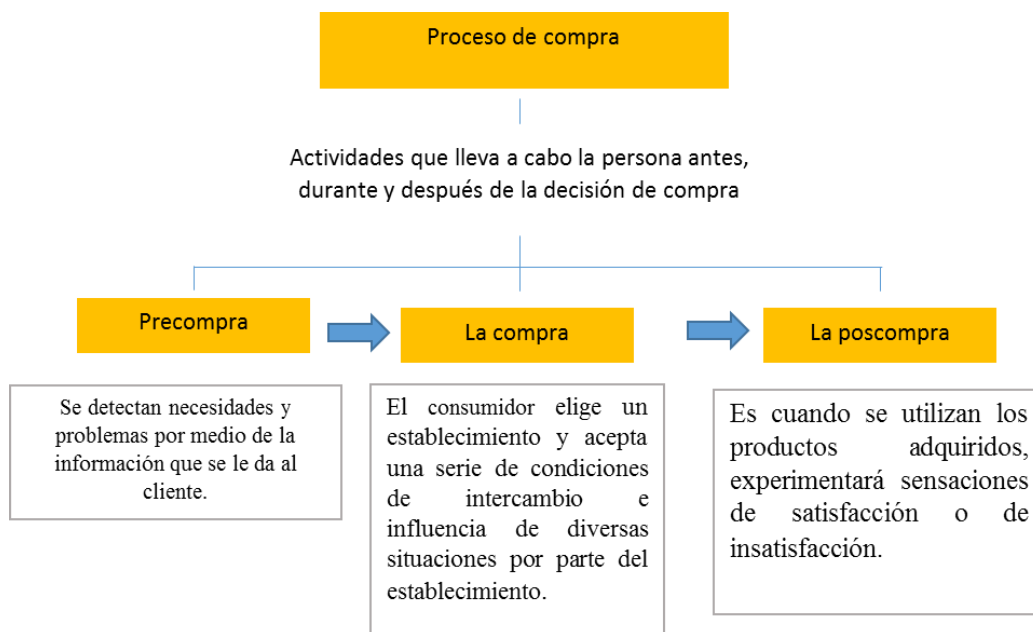 Proceso de compra
Actividades que lleva a cabo la persona antes,
durante y después de la decisión de compra
Precompra
La compra
La poscompra
Se detectan necesidades y
problemas por medio de la
información que se le da al
cliente.
El consumidor elige un
establecimiento y acepta
una serie de condiciones
de intercambio e
influencia de diversas
situaciones por parte del
establecimiento.
Es cuando se utilizan los
productos adquiridos,
experimentará sensaciones
de satisfacción o de
insatisfacción.